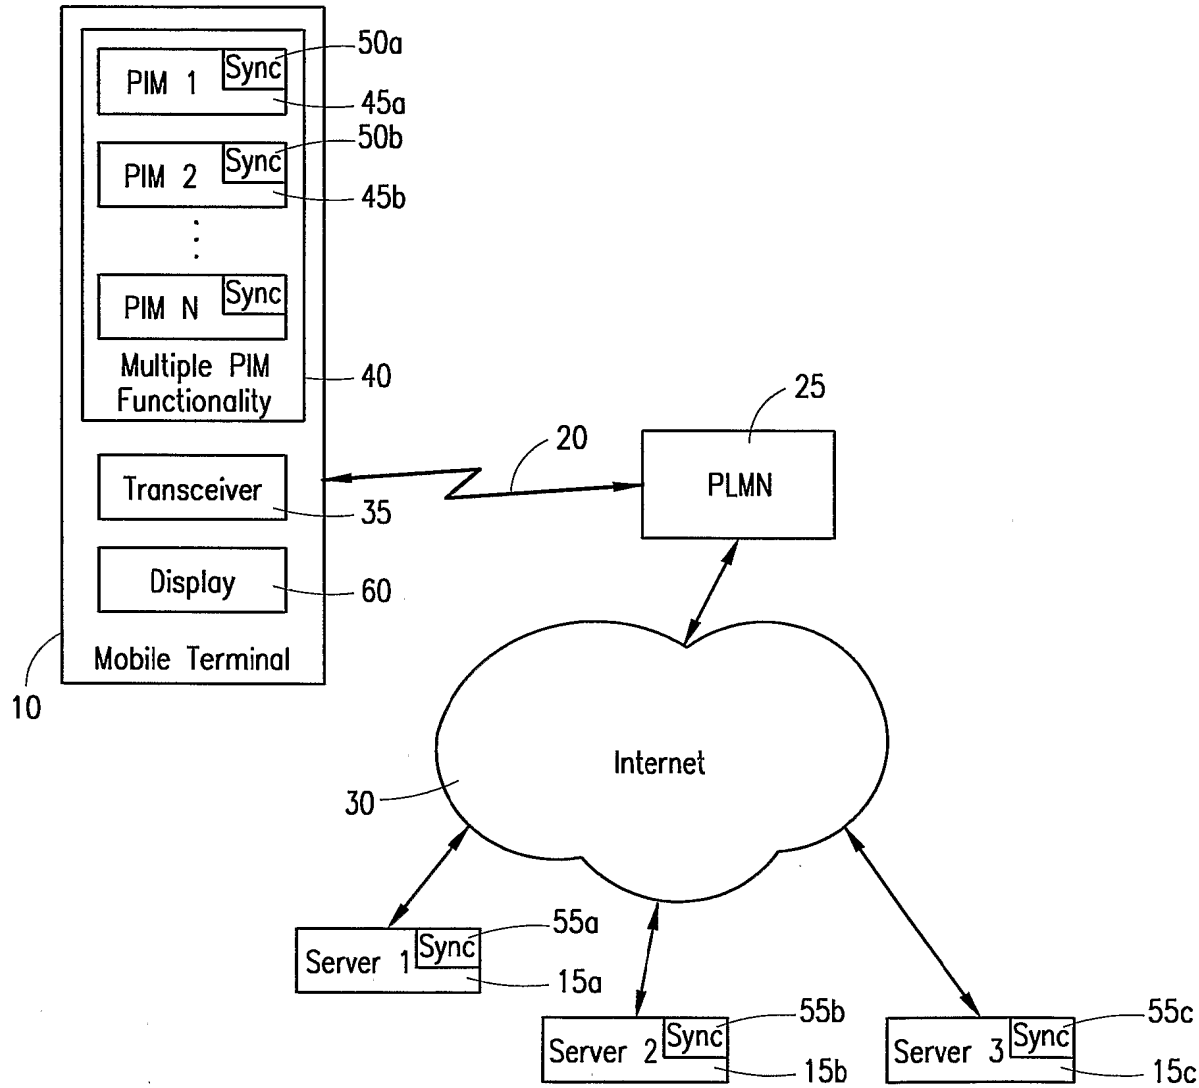 50a
PIM 1
Sync
45a
50b
PIM 2
Sync
45b
PIM N
Sync
Multiple PIM
Functionality
40
Transceiver
35
Display
60
Mobile Terminal
10
20
25
PLMN
Internet
30
Server 1
Sync
55a
15a
Server 2
Sync
55b
15b
Server 3
Sync
55c
15c